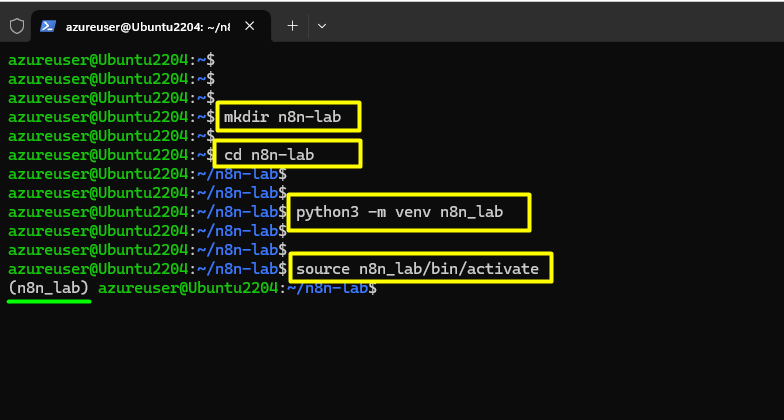 azureuser@Ubuntu2204: ~/n8
azureuser@Ubuntu2204:~$
azureuser@Ubuntu2204:~$
azureuser@Ubuntu2204:~$
azureuser@Ubuntu2204:~$ mkdir n8n-lab
azureuser@Ubuntu2204:~$
azureuser@Ubuntu2204:~$ cd n8n-lab
azureuser@Ubuntu2204:~/n8n-lab$
azureuser@Ubuntu2204:~/n8n-lab$
azureuser@Ubuntu2204:~/n8n-lab$ python3 -m venv n8n_lab
azureuser@Ubuntu2204:~/n8n-lab$
azureuser@Ubuntu2204:~/n8n-lab$
azureuser@Ubuntu2204:~/n8n-lab$ source n8n_lab/bin/activate
(n8n_lab) azureuser@Ubuntu2204:~/n8n-lab$